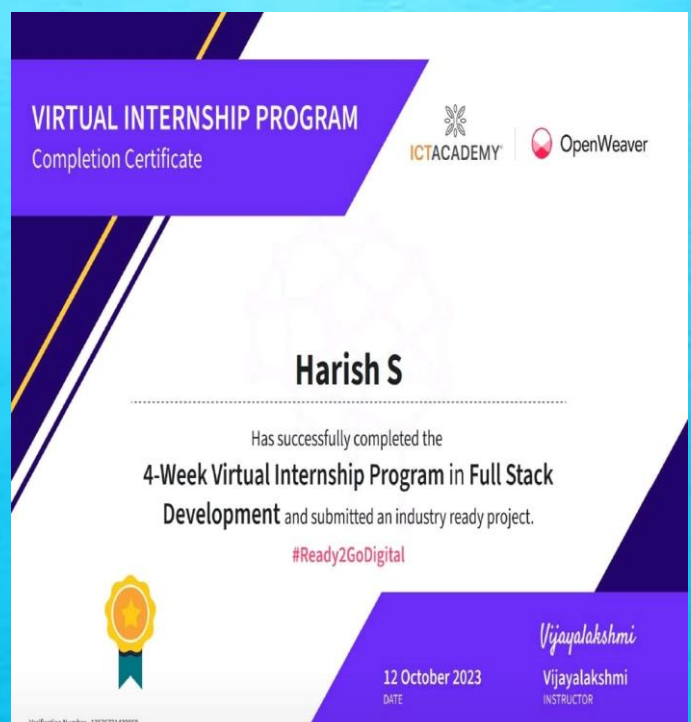 VIRTUAL INTERNSHIP PROGRAM
Completion Certificate
ICTACADEMY
OpenWeaver
Harish S
Has successfully completed the
4-Week Virtual Internship Program in Full Stack
Development and submitted an industry ready project.
#Ready2GoDigital
Vijayalakshmi
12 October 2023
Vijayalakshmi
DATE
INSTRUCTOR